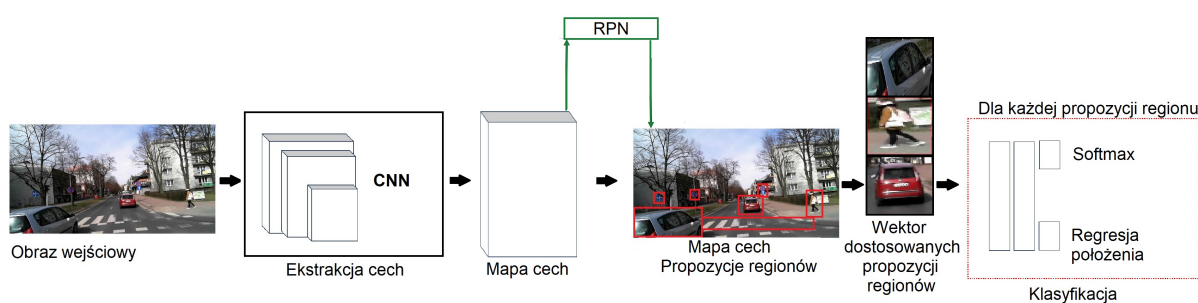 RPN
Obraz wejściowy
CNN
Ekstrakcja cech
Mapa cech
Mapa cech
Propozycje regionów
Wektor
dostosowanych
propozycji
regionów
Dla każdej propozycji regionu
Softmax
Regresja
położenia
Klasyfikacja